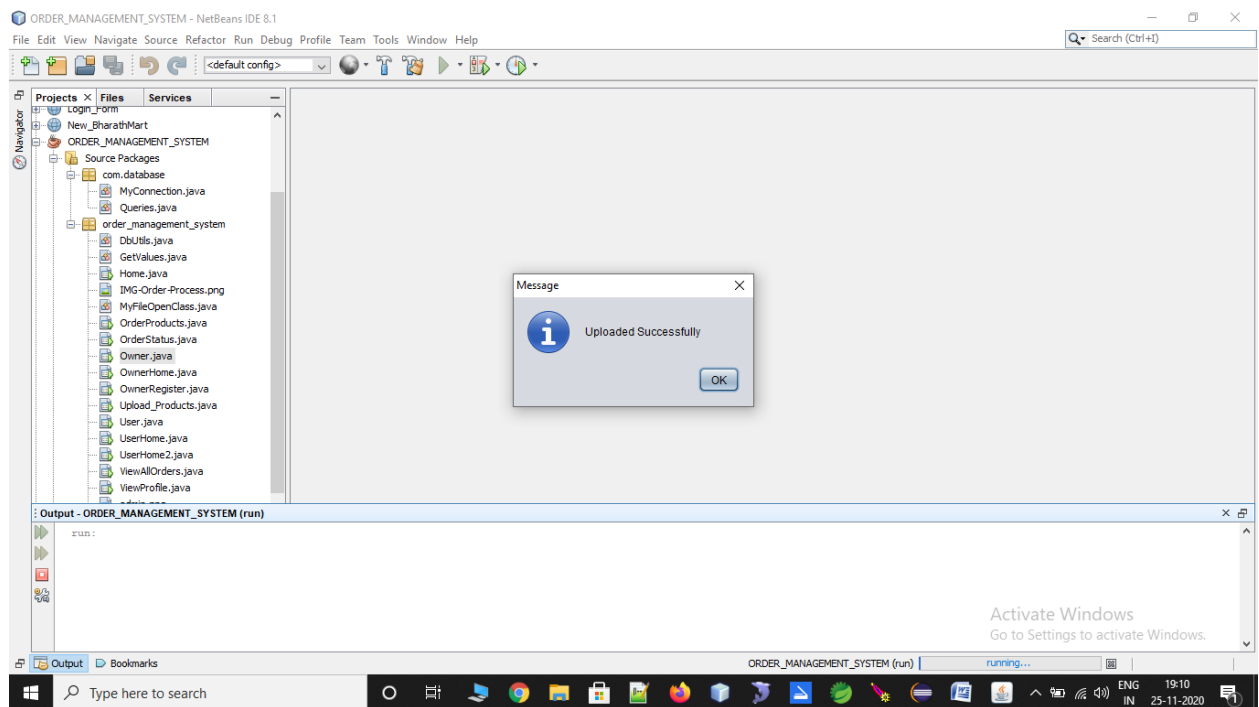 ORDER_MANAGEMENT_SYSTEM - NetBeans IDE 8.1
File Edit View Navigate Source Refactor Run Debug Profile Team Tools Window Help
Search (Ctrl+I)
<default config>
Projects Files Services
Navigator
Login_Form
New_BharathMart
ORDER_MANAGEMENT_SYSTEM
Source Packages
com.database
MyConnection.java
Queries.java
order_management_system
DbUtils.java
GetValues.java
Home.java
IMG-Order-Process.png
MyFileOpenClass.java
OrderProducts.java
OrderStatus.java
Owner.java
OwnerHome.java
OwnerRegister.java
Upload_Products.java
User.java
UserHome.java
UserHome2.java
ViewAllOrders.java
ViewProfile.java
Message
Uploaded Successfully
OK
Output - ORDER_MANAGEMENT_SYSTEM (run)
run:
Activate Windows
Go to Settings to activate Windows.
Output Bookmarks
ORDER_MANAGEMENT_SYSTEM (run) running...
Type here to search
ENG
IN
19:10
25-11-2020